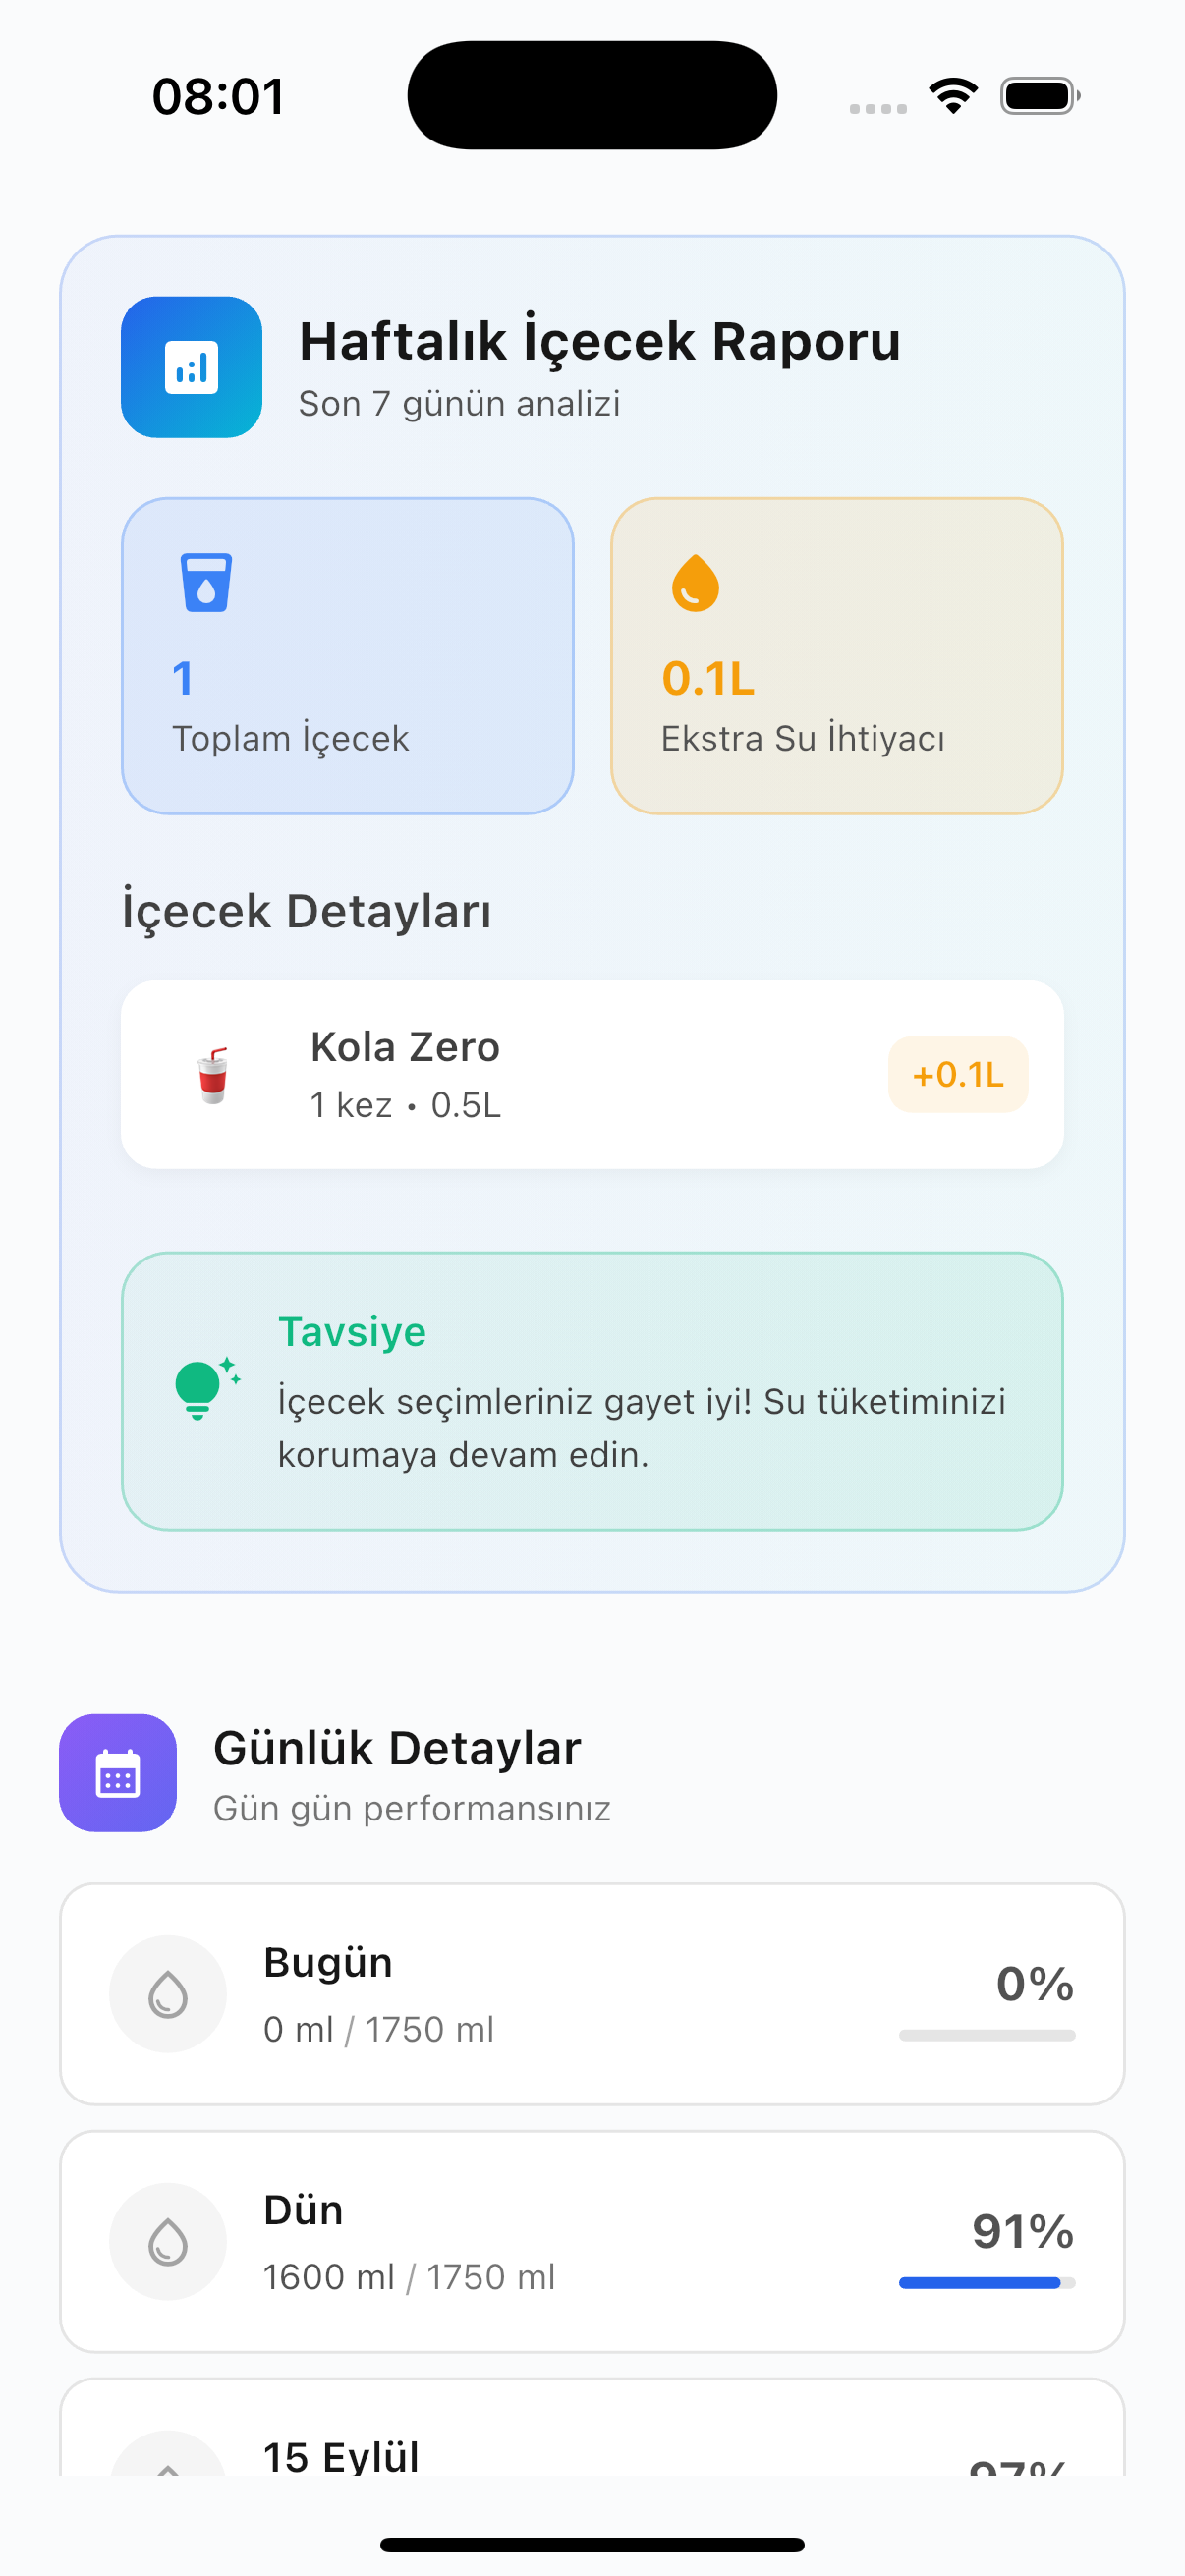 08:01
Haftalık İçecek Raporu
Son 7 günün analizi
1
Toplam İçecek
0.1L
Ekstra Su İhtiyacı
İçecek Detayları
Kola Zero
1 kez • 0.5L
+0.1L
Tavsiye
İçecek seçimleriniz gayet iyi! Su tüketiminizi
korumaya devam edin.
Günlük Detaylar
Gün gün performansınız
Bugün
0 ml / 1750 ml
0%
Dün
1600 ml / 1750 ml
91%
15 Eylül
97%